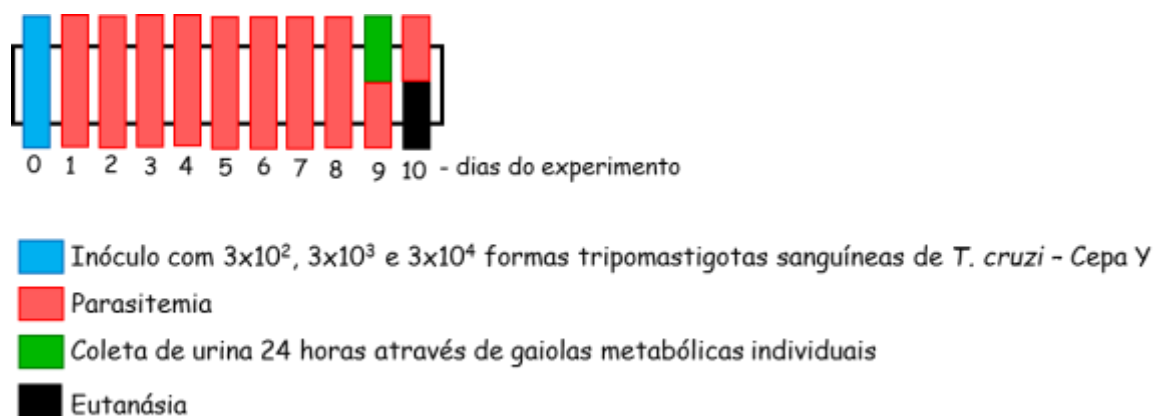 0 1 2 3 4 5 6 7 8 9 10 - dias do experimento
Inóculo com 3x10², 3x10³ e 3x10⁴ formas tripomastigotas sanguíneas de T. cruzi - Cepa Y
Parasitemia
Coleta de urina 24 horas através de gaiolas metabólicas individuais
Eutanásia